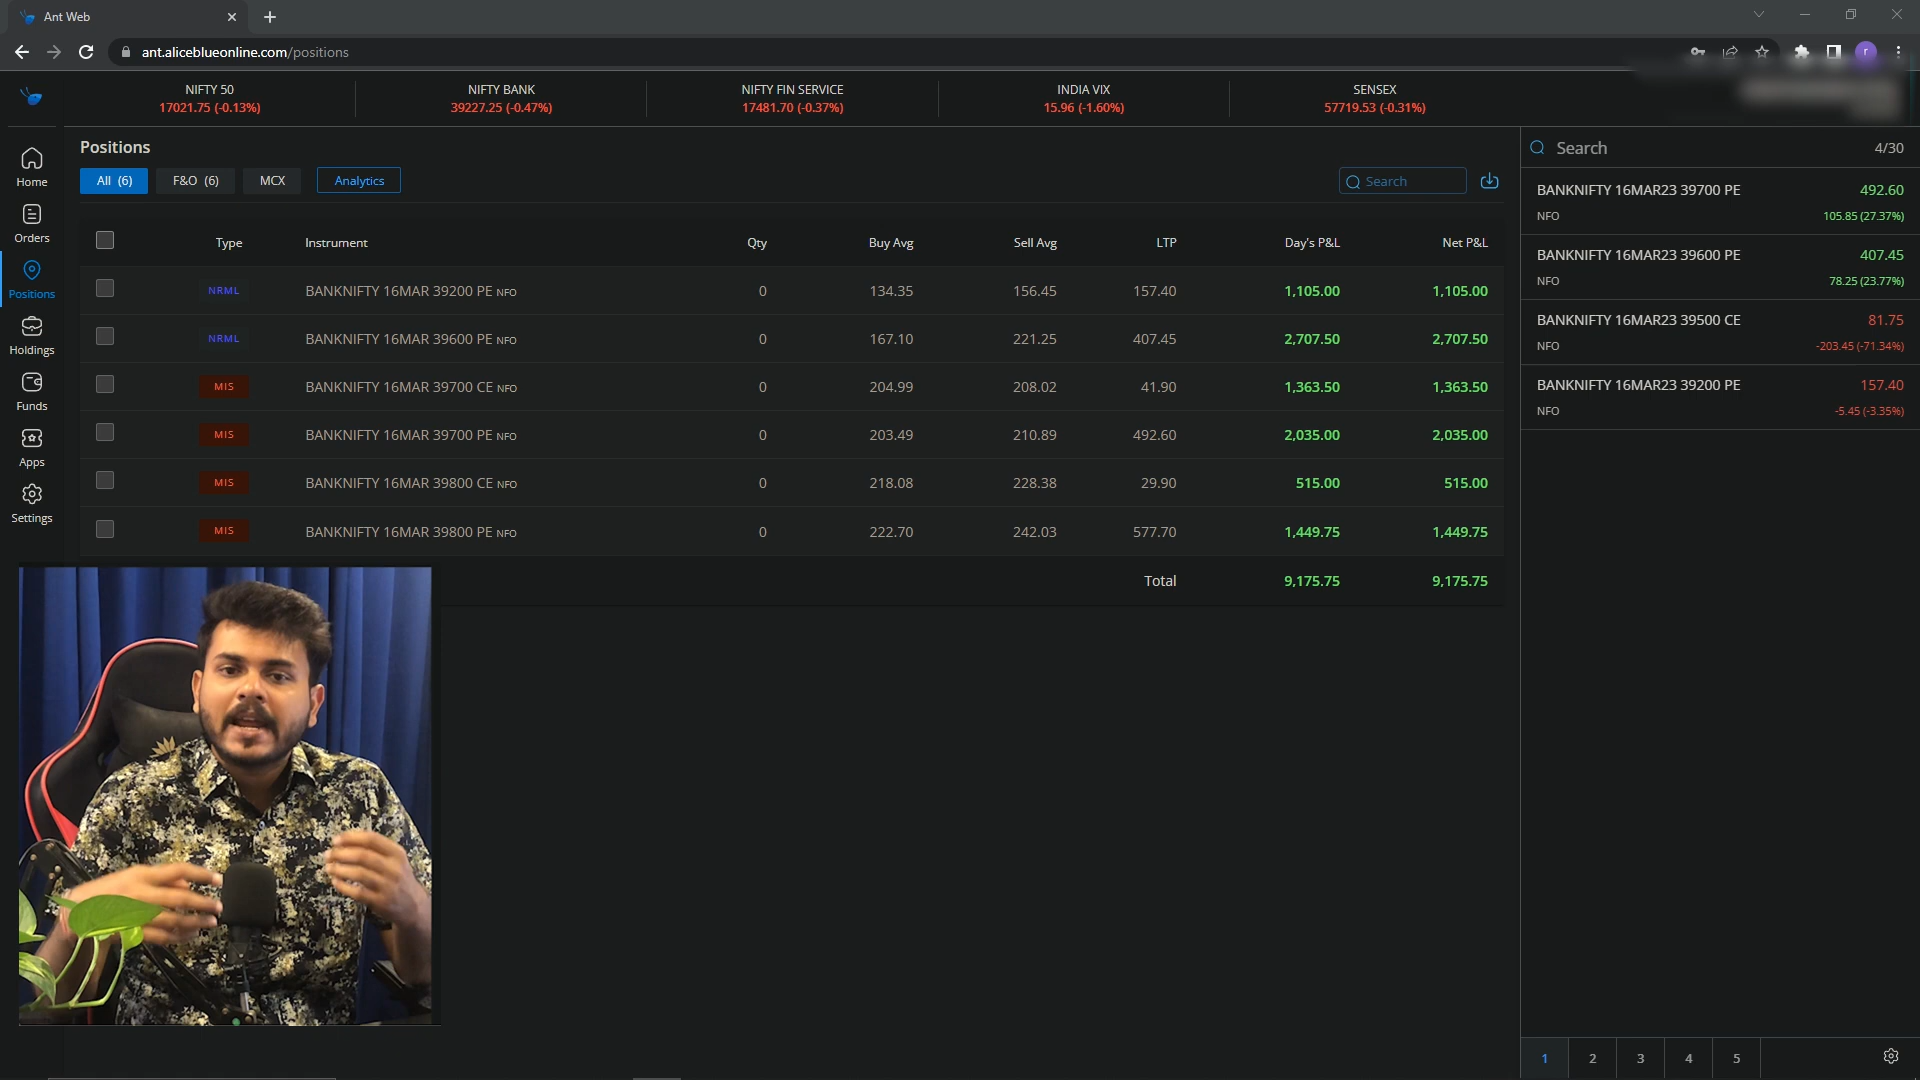 Ant Web
ant.aliceblueonline.com/positions
r
NIFTY 50
17021.75 (-0.13%)
NIFTY BANK
39227.25 (-0.47%)
NIFTY FIN SERVICE
17481.70 (-0.37%)
INDIA VIX
15.96 (-1.60%)
SENSEX
57719.53 (-0.31%)
Home
Orders
Positions
Holdings
Funds
Apps
Settings
Positions
All (6) F&O (6) MCX Analytics Search
Type Instrument Qty Buy Avg Sell Avg LTP Day's P&L Net P&L
NRML BANKNIFTY 16MAR 39200 PE NFO 0 134.35 156.45 157.40 1,105.00 1,105.00
NRML BANKNIFTY 16MAR 39600 PE NFO 0 167.10 221.25 407.45 2,707.50 2,707.50
MIS BANKNIFTY 16MAR 39700 CE NFO 0 204.99 208.02 41.90 1,363.50 1,363.50
MIS BANKNIFTY 16MAR 39700 PE NFO 0 203.49 210.89 492.60 2,035.00 2,035.00
MIS BANKNIFTY 16MAR 39800 CE NFO 0 218.08 228.38 29.90 515.00 515.00
MIS BANKNIFTY 16MAR 39800 PE NFO 0 222.70 242.03 577.70 1,449.75 1,449.75
Total 9,175.75 9,175.75
Search 4/30
BANKNIFTY 16MAR23 39700 PE 492.60
NFO 105.85 (27.37%)
BANKNIFTY 16MAR23 39600 PE 407.45
NFO 78.25 (23.77%)
BANKNIFTY 16MAR23 39500 CE 81.75
NFO -203.45 (-71.34%)
BANKNIFTY 16MAR23 39200 PE 157.40
NFO -5.45 (-3.35%)
1 2 3 4 5